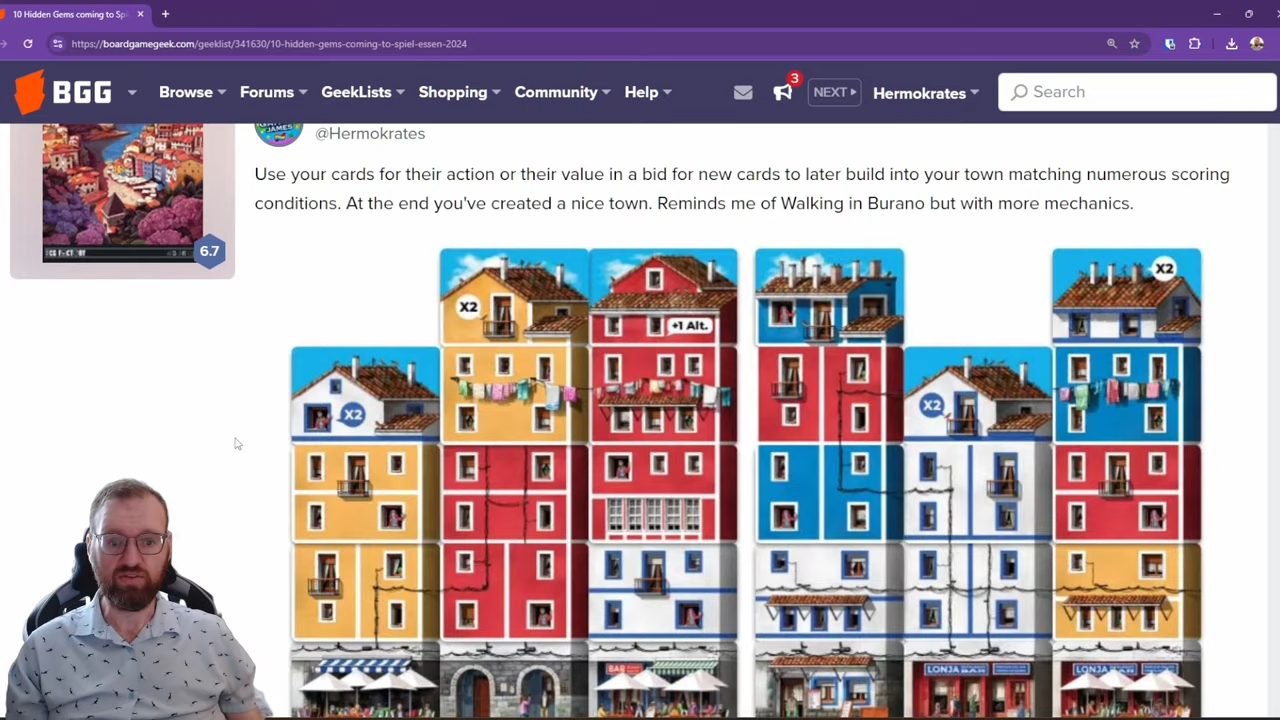 10 Hidden Gems coming to Spi
https://boardgamegeek.com/geeklist/341630/10-hidden-gems-coming-to-spiel-essen-2024
BGG
Browse
Forums
GeekLists
Shopping
Community
Help
3
NEXT
Hermokrates
Search
@Hermokrates
Use your cards for their action or their value in a bid for new cards to later build into your town matching numerous scoring
conditions. At the end you've created a nice town. Reminds me of Walking in Burano but with more mechanics.
6.7
X2
X2
+1 Alt.
X2
X2
BAR
LONJA
LONJA